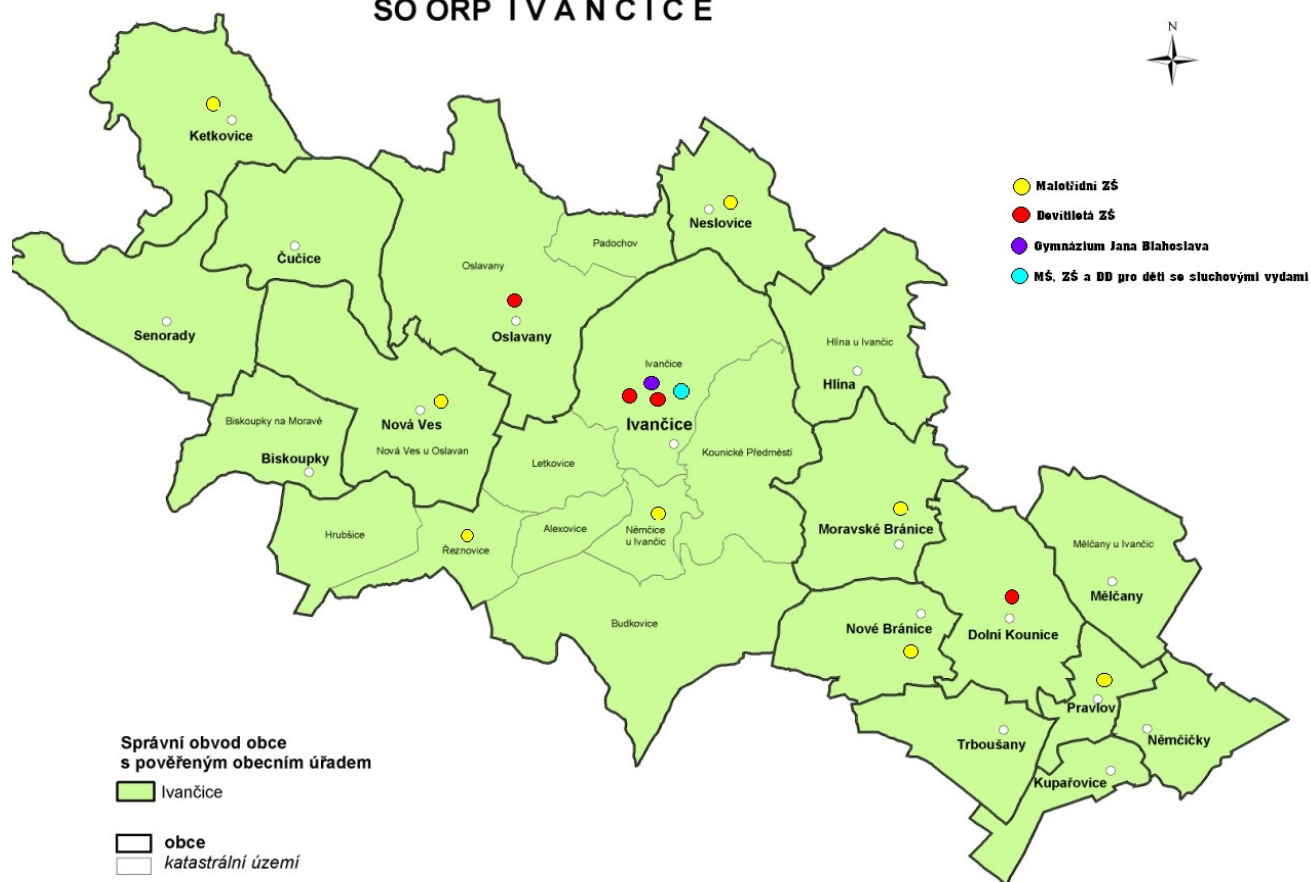 SO ORP IVANČICE
N
Ketkovice
Malotřídní ZŠ
Devítiletá ZŠ
Gymnázium Jana Blahoslava
MŠ, ZŠ a DD pro děti se sluchovými vydami
Neslovice
Padochov
Čučice
Oslavany
Senorady
Oslavany
Hlína u Ivančic
Ivančice
Hlína
Biskoupky na Moravě
Nová Ves
Ivančice
Nová Ves u Oslavan
Kounické Předměstí
Biskoupky
Letkovice
Hrubšice
Řeznovice
Alexovice
Němčice
u Ivančic
Moravské Bránice
Mělčany u Ivančic
Mělčany
Budkovice
Nové Bránice
Dolní Kounice
Pravlov
Trboušany
Němčičky
Kupařovice
Správní obvod obce
s pověřeným obecním úřadem
Ivančice
obce
katastrální území